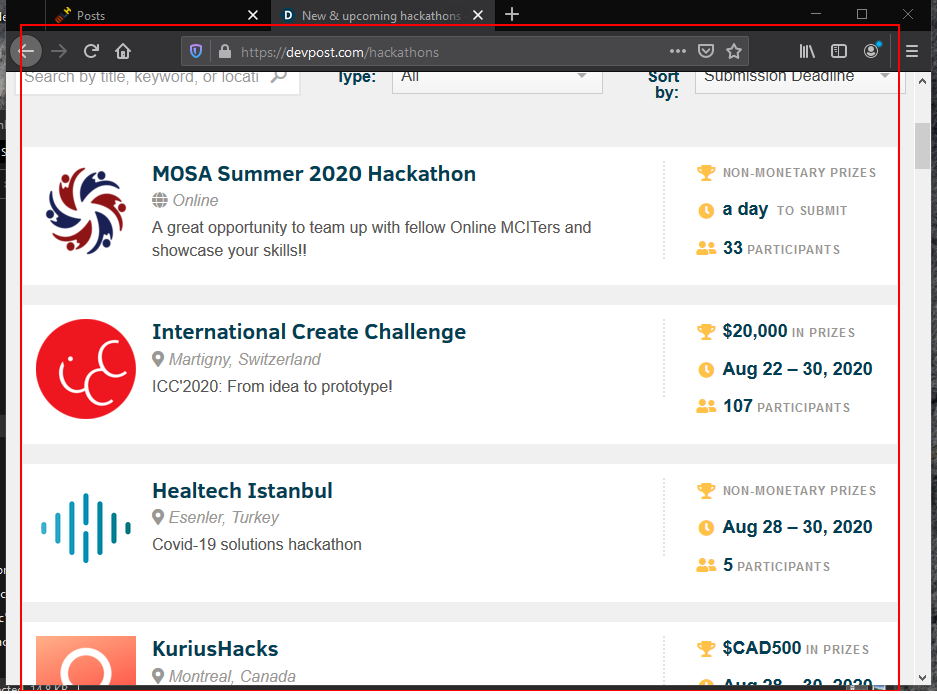 Posts
New & upcoming hackathons
https://devpost.com/hackathons
Search by title, keyword, or locati
Type:
All
Sort by:
Submission Deadline
MOSA Summer 2020 Hackathon
Online
A great opportunity to team up with fellow Online MCITers and
showcase your skills!!
NON-MONETARY PRIZES
a day TO SUBMIT
33 PARTICIPANTS
International Create Challenge
Martigny, Switzerland
ICC'2020: From idea to prototype!
$20,000 IN PRIZES
Aug 22 – 30, 2020
107 PARTICIPANTS
Healtech Istanbul
Esenler, Turkey
Covid-19 solutions hackathon
NON-MONETARY PRIZES
Aug 28 – 30, 2020
5 PARTICIPANTS
KuriusHacks
Montreal, Canada
$CAD500 IN PRIZES
Aug 28 – 30, 2020